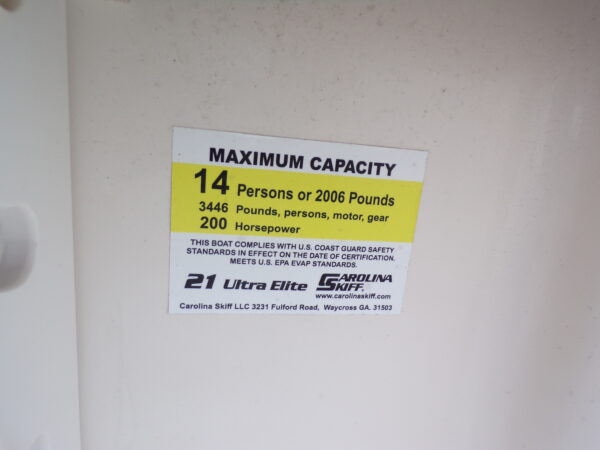 MAXIMUM CAPACITY
14 Persons or 2006 Pounds
3446 Pounds, persons, motor, gear
200 Horsepower
THIS BOAT COMPLIES WITH U.S. COAST GUARD SAFETY
STANDARDS IN EFFECT ON THE DATE OF CERTIFICATION.
MEETS U.S. EPA EVAP STANDARDS.
21 Ultra Elite CAROLINA
SKIFF
www.carolinaskiff.com
Carolina Skiff LLC 3231 Fulford Road, Waycross GA. 31503